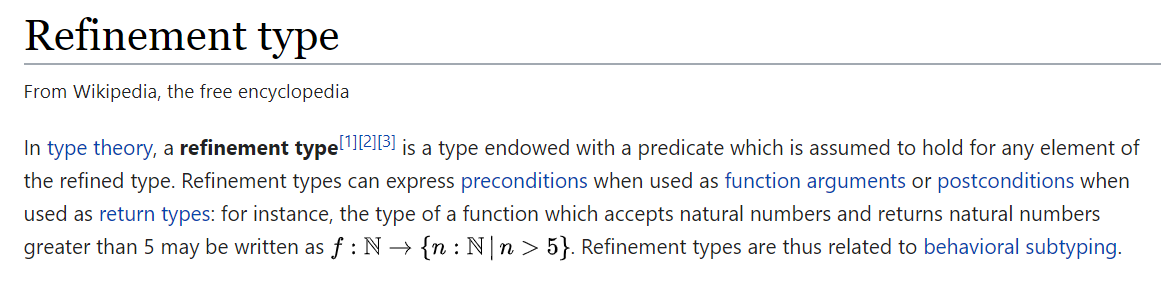 Refinement type
From Wikipedia, the free encyclopedia
In type theory, a refinement type[1][2][3] is a type endowed with a predicate which is assumed to hold for any element of
the refined type. Refinement types can express preconditions when used as function arguments or postconditions when
used as return types: for instance, the type of a function which accepts natural numbers and returns natural numbers
greater than 5 may be written as f : ℕ → {n : ℕ | n > 5}. Refinement types are thus related to behavioral subtyping.